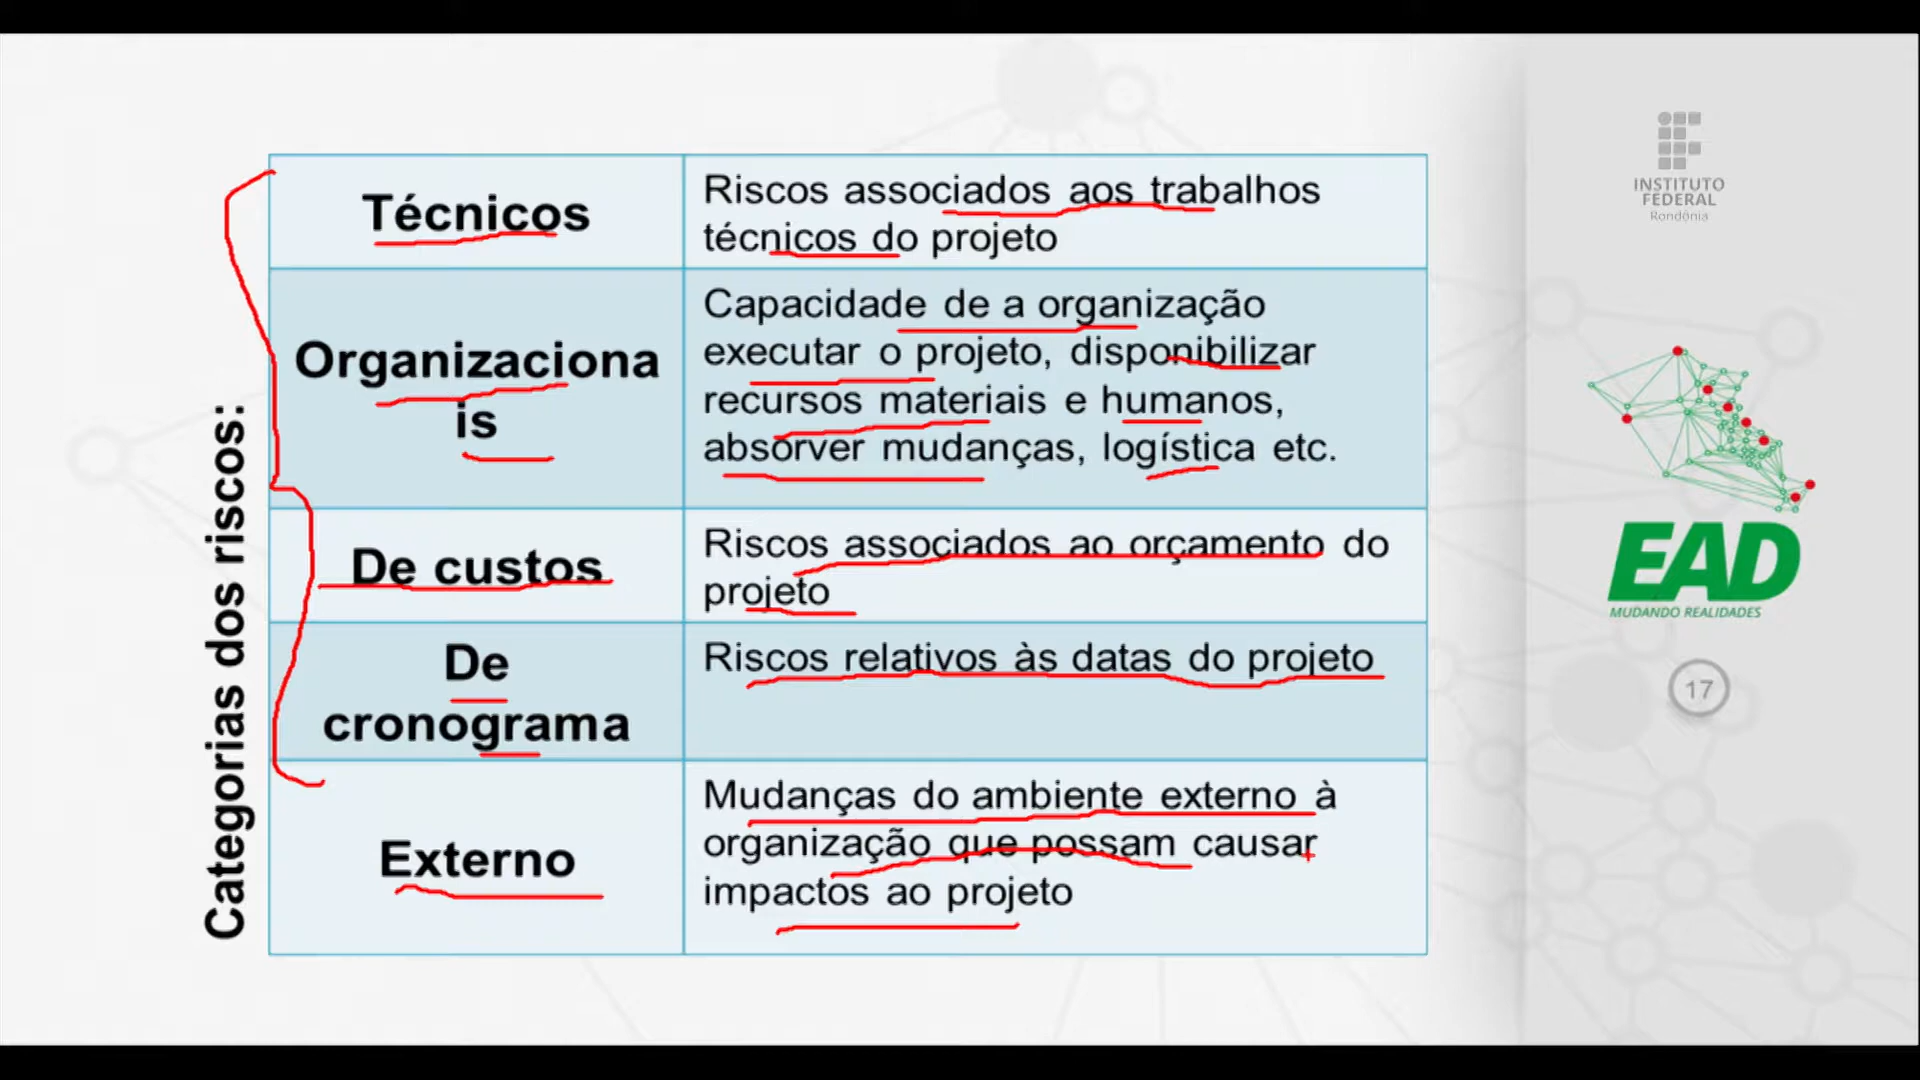 Categorias dos riscos:
Técnicos
Riscos associados aos trabalhos
técnicos do projeto
Organizaciona
is
Capacidade de a organização
executar o projeto, disponibilizar
recursos materiais e humanos,
absorver mudanças, logística etc.
De custos
Riscos associados ao orçamento do
projeto
De
cronograma
Riscos relativos às datas do projeto
Externo
Mudanças do ambiente externo à
organização que possam causar
impactos ao projeto
INSTITUTO
FEDERAL
Rondônia
EAD
MUDANDO REALIDADES
17